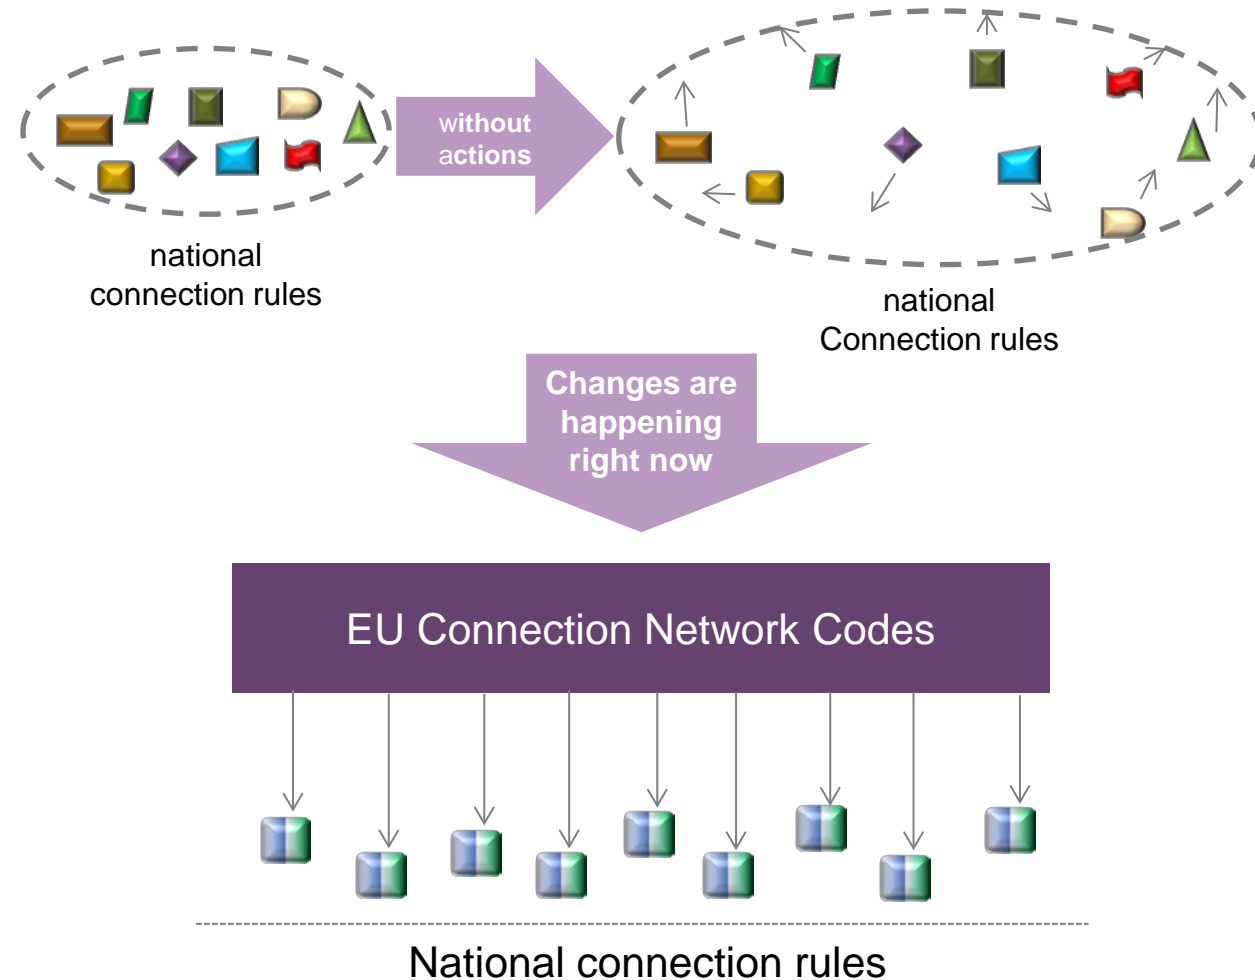 without
actions
national
connection rules
national
Connection rules
Changes are
happening
right now
EU Connection Network Codes
National connection rules